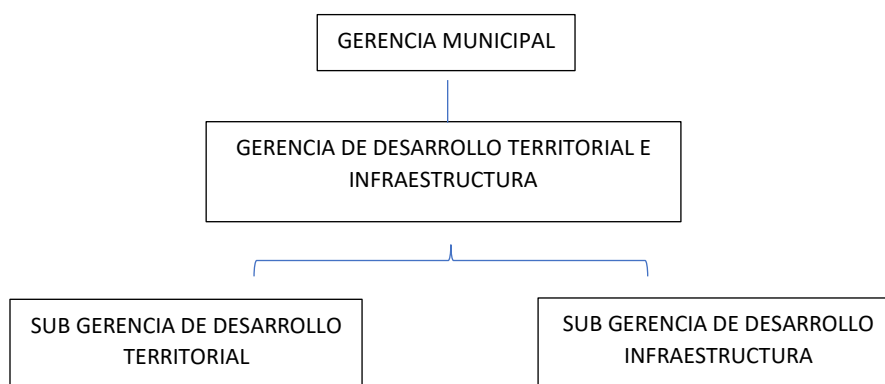 GERENCIA MUNICIPAL
GERENCIA DE DESARROLLO TERRITORIAL E
INFRAESTRUCTURA
SUB GERENCIA DE DESARROLLO
TERRITORIAL
SUB GERENCIA DE DESARROLLO
INFRAESTRUCTURA